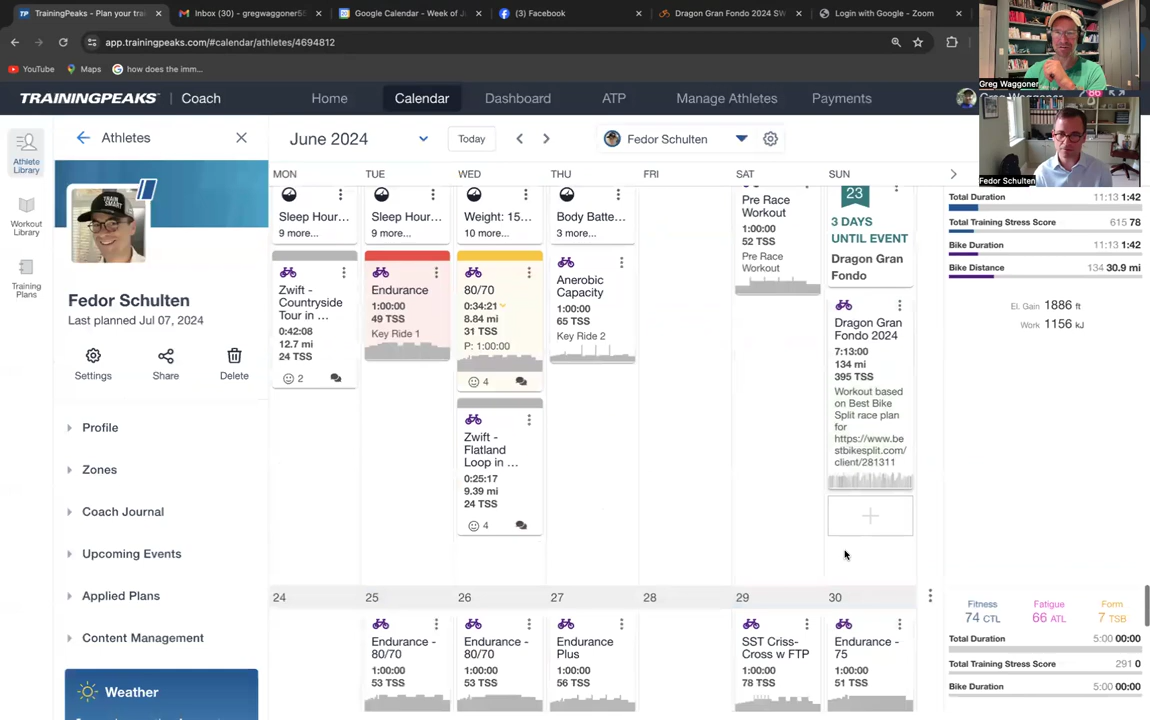 TrainingPeaks - Plan your trai
Inbox (30) - gregwaggoner55
Google Calendar - Week of J
(3) Facebook
Dragon Gran Fondo 2024 SW
Login with Google - Zoom
app.trainingpeaks.com/#calendar/athletes/4694812
YouTube
Maps
how does the imm...
Greg Waggoner
Fedor Schulten
TRAININGPEAKS
Coach
Home
Calendar
Dashboard
ATP
Manage Athletes
Payments
Greg Waggoner
Athlete
Library
Workout
Library
Training
Plans
Athletes
TRAIN
SMART
Fedor Schulten
Last planned Jul 07, 2024
Settings
Share
Delete
Profile
Zones
Coach Journal
Upcoming Events
Applied Plans
Content Management
Weather
June 2024
Today
Fedor Schulten
MON
TUE
WED
THU
FRI
SAT
SUN
Sleep Hour...
9 more...
Zwift -
Countryside
Tour in ...
0:42:08
12.7 mi
24 TSS
2
Sleep Hour...
9 more...
Endurance
1:00:00
49 TSS
Key Ride 1
Weight: 15...
10 more...
80/70
0:34:21
8.84 mi
31 TSS
P: 1:00:00
4
Zwift -
Flatland
Loop in ...
0:25:17
9.39 mi
24 TSS
4
Body Batte...
3 more...
Anerobic
Capacity
1:00:00
65 TSS
Key Ride 2
Pre Race
Workout
1:00:00
52 TSS
Pre Race
Workout
23
3 DAYS
UNTIL EVENT
Dragon Gran
Fondo
Dragon Gran
Fondo 2024
7:13:00
134 mi
395 TSS
Workout based
on Best Bike
Split race plan
for
https://www.be
stbikesplit.com/
client/281311
Total Duration 11:13 1:42
Total Training Stress Score 615 78
Bike Duration 11:13 1:42
Bike Distance 134 30.9 mi
El. Gain 1886 ft
Work 1156 kJ
24
25
26
27
28
29
30
Endurance -
80/70
1:00:00
53 TSS
Endurance -
80/70
1:00:00
53 TSS
Endurance
Plus
1:00:00
56 TSS
SST Criss-
Cross w FTP
1:00:00
78 TSS
Endurance -
75
1:00:00
51 TSS
Fitness
74 CTL
Fatigue
66 ATL
Form
7 TSB
Total Duration 5:00 00:00
Total Training Stress Score 291 0
Bike Duration 5:00 00:00